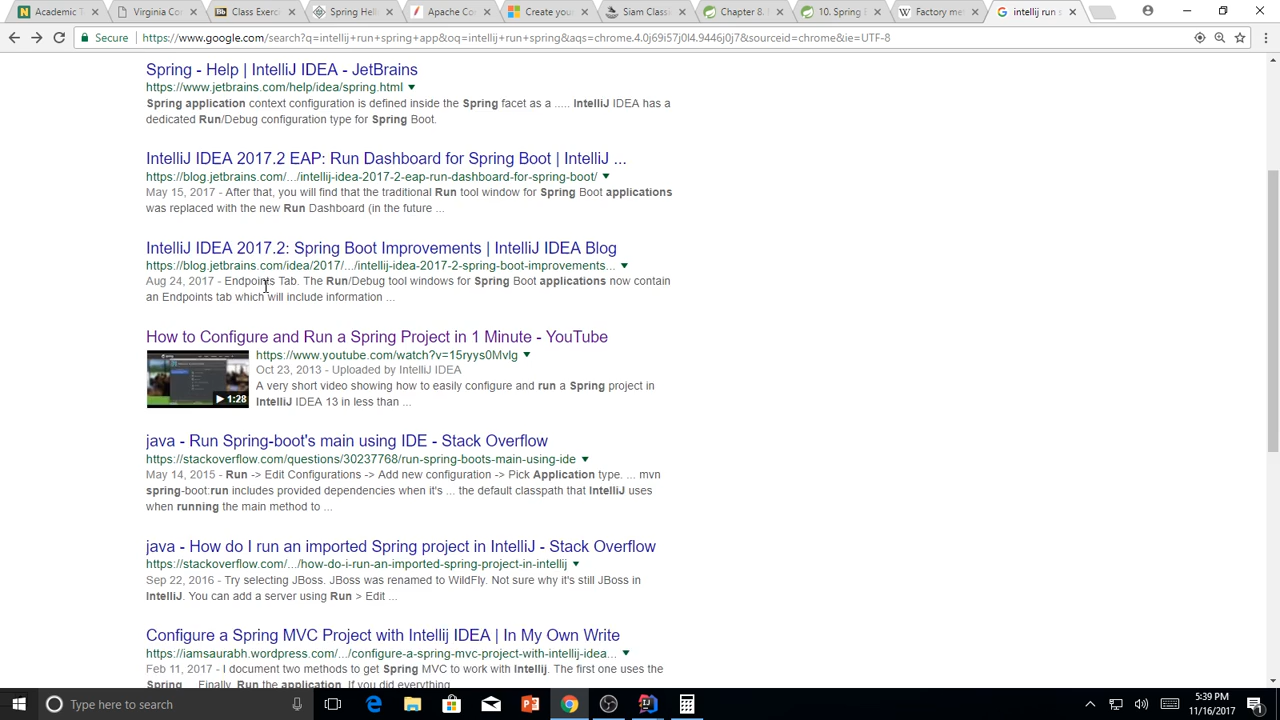 Academic T
Virginia Co
Class Exerci
Spring Hell
Apache Co
Create you
Siam Class
Chapter 8.
10. Spring
Factory me
intellij run s
Secure
https://www.google.com/search?q=intellij+run+spring+app&oq=intellij+run+spring&aqs=chrome.4.0j69i57j0l4.9446j0j7&sourceid=chrome&ie=UTF-8
Spring - Help | IntelliJ IDEA - JetBrains
https://www.jetbrains.com/help/idea/spring.html
Spring application context configuration is defined inside the Spring facet as a ..... IntelliJ IDEA has a
dedicated Run/Debug configuration type for Spring Boot.
IntelliJ IDEA 2017.2 EAP: Run Dashboard for Spring Boot | IntelliJ ...
https://blog.jetbrains.com/.../intellij-idea-2017-2-eap-run-dashboard-for-spring-boot/
May 15, 2017 - After that, you will find that the traditional Run tool window for Spring Boot applications
was replaced with the new Run Dashboard (in the future ...
IntelliJ IDEA 2017.2: Spring Boot Improvements | IntelliJ IDEA Blog
https://blog.jetbrains.com/idea/2017/.../intellij-idea-2017-2-spring-boot-improvements...
Aug 24, 2017 - Endpoints Tab. The Run/Debug tool windows for Spring Boot applications now contain
an Endpoints tab which will include information ...
How to Configure and Run a Spring Project in 1 Minute - YouTube
https://www.youtube.com/watch?v=15ryys0Mvlg
Oct 23, 2013 - Uploaded by IntelliJ IDEA
A very short video showing how to easily configure and run a Spring project in
1:28
IntelliJ IDEA 13 in less than ...
java - Run Spring-boot's main using IDE - Stack Overflow
https://stackoverflow.com/questions/30237768/run-spring-boots-main-using-ide
May 14, 2015 - Run -> Edit Configurations -> Add new configuration -> Pick Application type. ... mvn
spring-boot:run includes provided dependencies when it's ... the default classpath that IntelliJ uses
when running the main method to ...
java - How do I run an imported Spring project in IntelliJ - Stack Overflow
https://stackoverflow.com/.../how-do-i-run-an-imported-spring-project-in-intellij
Sep 22, 2016 - Try selecting JBoss. JBoss was renamed to WildFly. Not sure why it's still JBoss in
IntelliJ. You can add a server using Run > Edit ...
Configure a Spring MVC Project with Intellij IDEA | In My Own Write
https://iamsaurabh.wordpress.com/.../configure-a-spring-mvc-project-with-intellij-idea...
Feb 11, 2017 - I document two methods to get Spring MVC to work with Intellij. The first one uses the
Spring ... Finally, Run the application. If you did everything
Type here to search
5:39 PM
11/16/2017